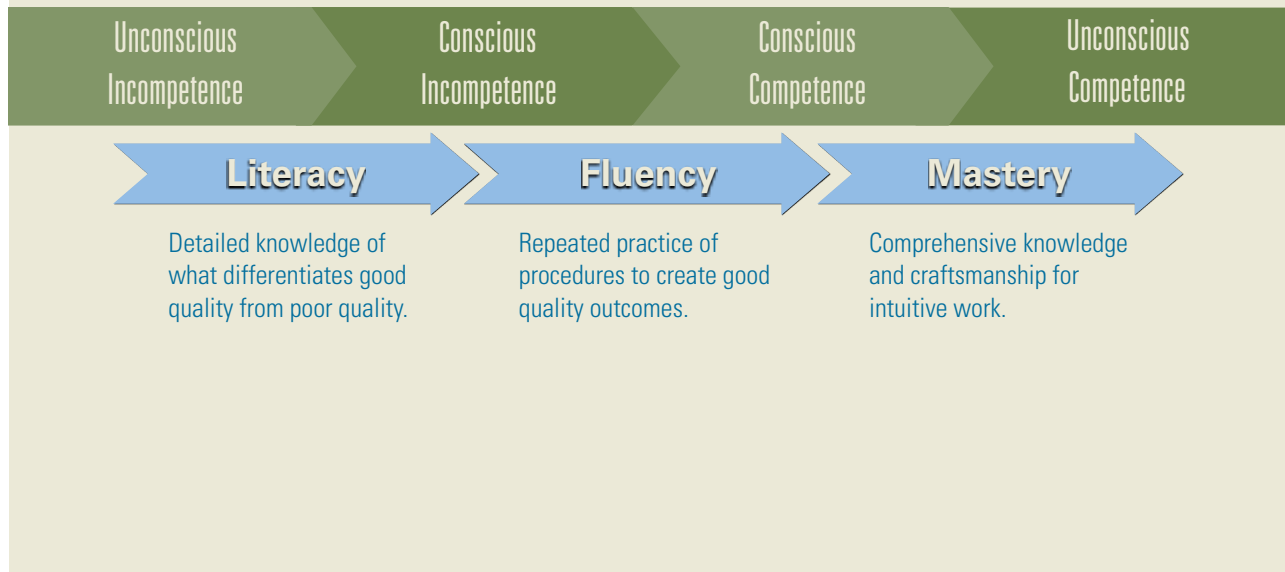 Unconscious
Incompetence
Conscious
Incompetence
Conscious
Competence
Unconscious
Competence
Literacy
Fluency
Mastery
Detailed knowledge of
what differentiates good
quality from poor quality.
Repeated practice of
procedures to create good
quality outcomes.
Comprehensive knowledge
and craftsmanship for
intuitive work.